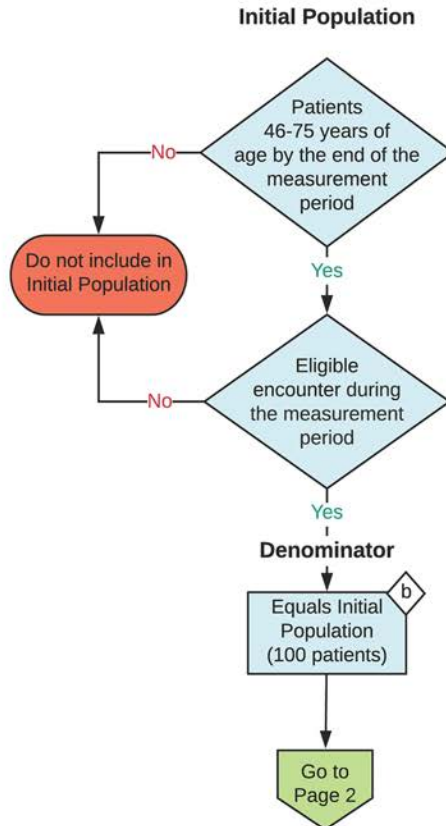 Initial Population
Patients
46-75 years of
age by the end of the
measurement
period
No
Do not include in
Initial Population
Yes
Eligible
encounter during
the measurement
period
No
Yes
Denominator
b
Equals Initial
Population
(100 patients)
Go to
Page 2